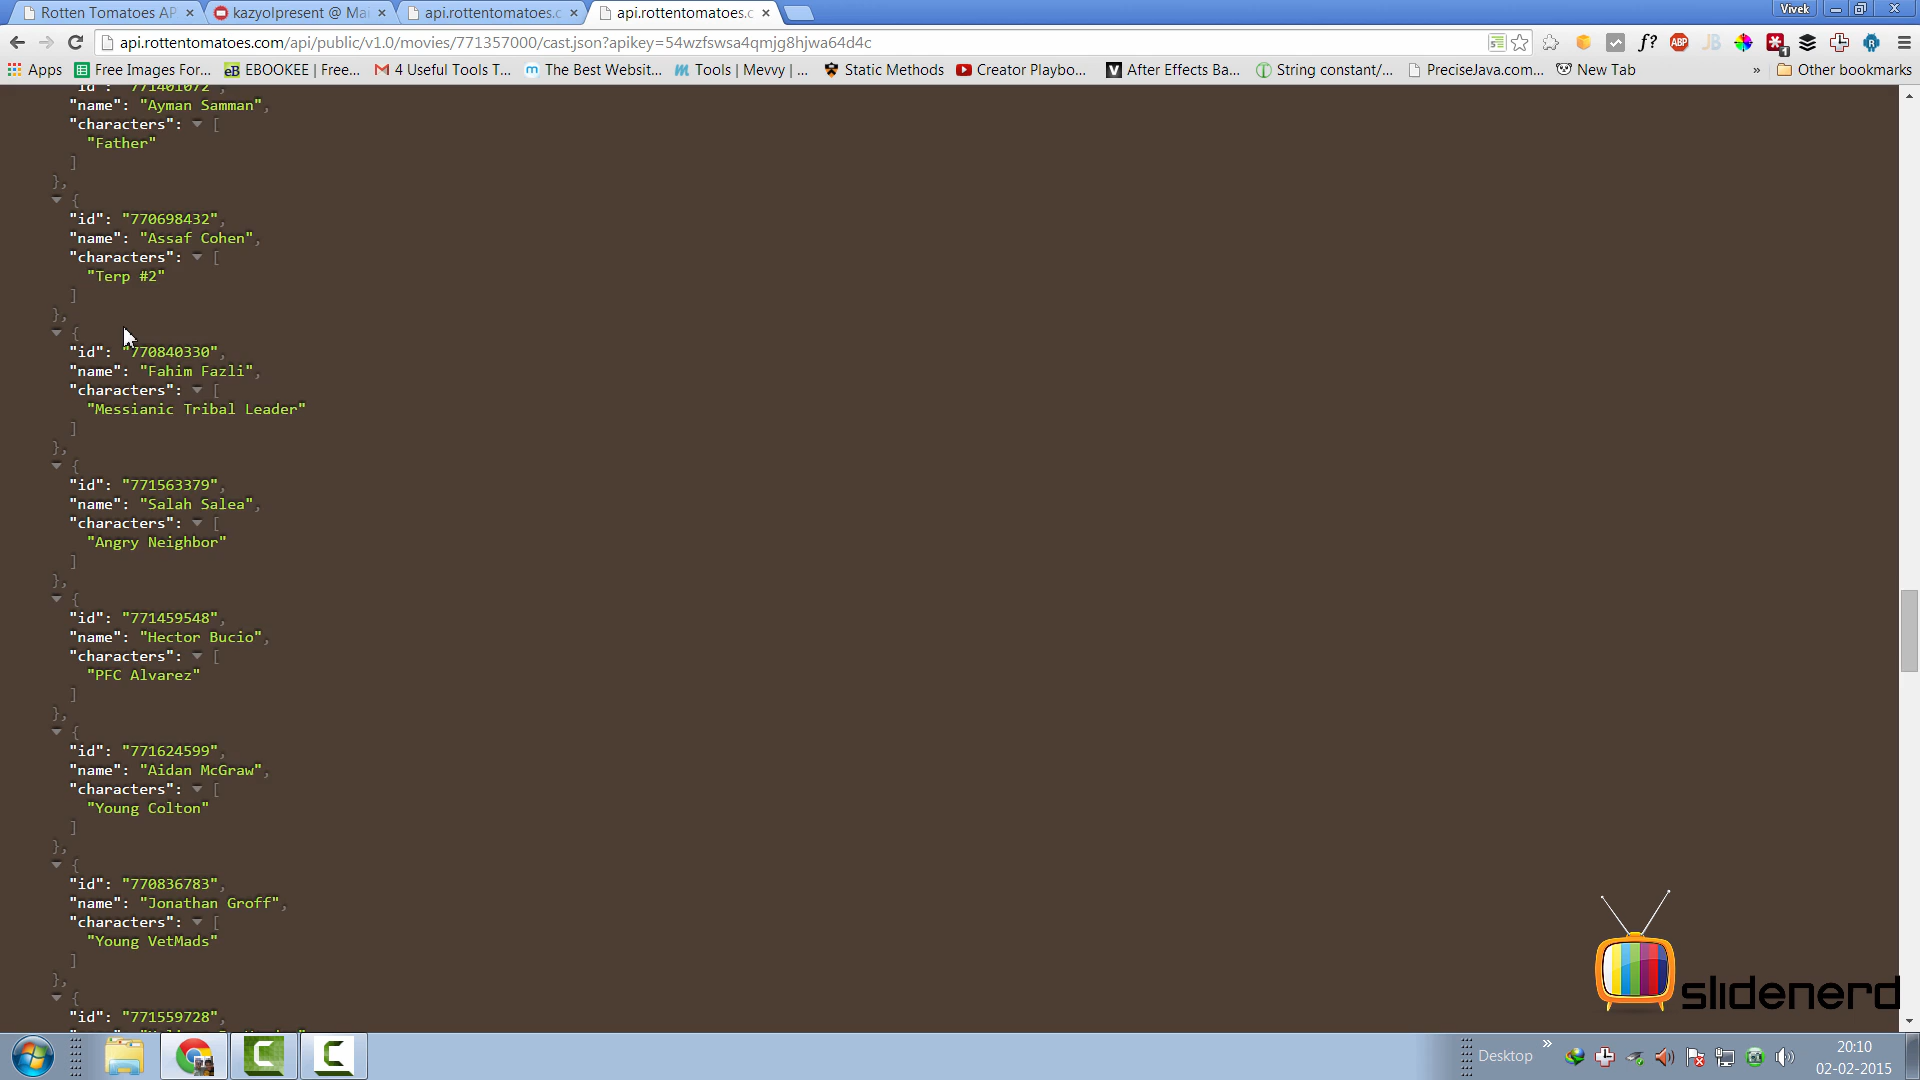 Rotten Tomatoes AP
kazyolpresent @ Mai
api.rottentomatoes.c
api.rottentomatoes.c
Vivek
api.rottentomatoes.com/api/public/v1.0/movies/771357000/cast.json?apikey=54wzfswsa4qmjg8hjwa64d4c
Apps
Free Images For...
EBOOKEE | Free...
4 Useful Tools T...
The Best Websit...
Tools | Mevvy | ...
Static Methods
Creator Playbo...
After Effects Ba...
String constant/...
PreciseJava.com...
New Tab
»
Other bookmarks
"id": "771401072",
"name": "Ayman Samman",
"characters": [
"Father"
]
},
{
"id": "770698432",
"name": "Assaf Cohen",
"characters": [
"Terp #2"
]
},
{
"id": "770840330",
"name": "Fahim Fazli",
"characters": [
"Messianic Tribal Leader"
]
},
{
"id": "771563379",
"name": "Salah Salea",
"characters": [
"Angry Neighbor"
]
},
{
"id": "771459548",
"name": "Hector Bucio",
"characters": [
"PFC Alvarez"
]
},
{
"id": "771624599",
"name": "Aidan McGraw",
"characters": [
"Young Colton"
]
},
{
"id": "770836783",
"name": "Jonathan Groff",
"characters": [
"Young VetMads"
]
},
{
"id": "771559728",
slidenerd
Desktop
»
20:10
02-02-2015